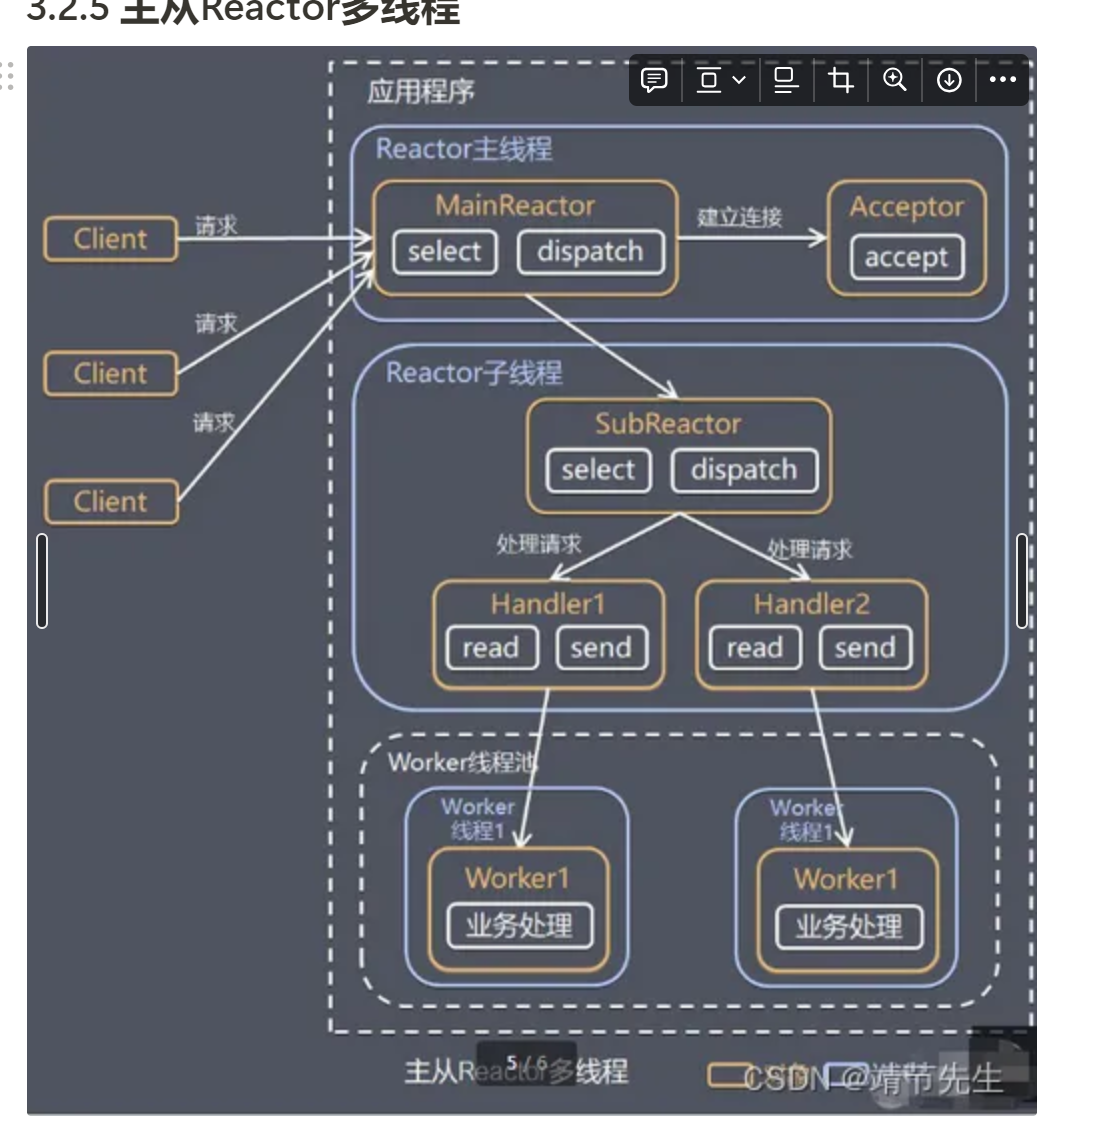 3.2.5 主从Reactor多线程
应用程序
Reactor主线程
MainReactor
select
dispatch
建立连接
Acceptor
accept
Client
请求
Client
请求
Client
请求
Reactor子线程
SubReactor
select
dispatch
处理请求
处理请求
Handler1
read
send
Handler2
read
send
Worker线程池
Worker
线程1
Worker1
业务处理
Worker
线程1
Worker1
业务处理
主从Reactor多线程
5 / 6
CSDN @靖节先生